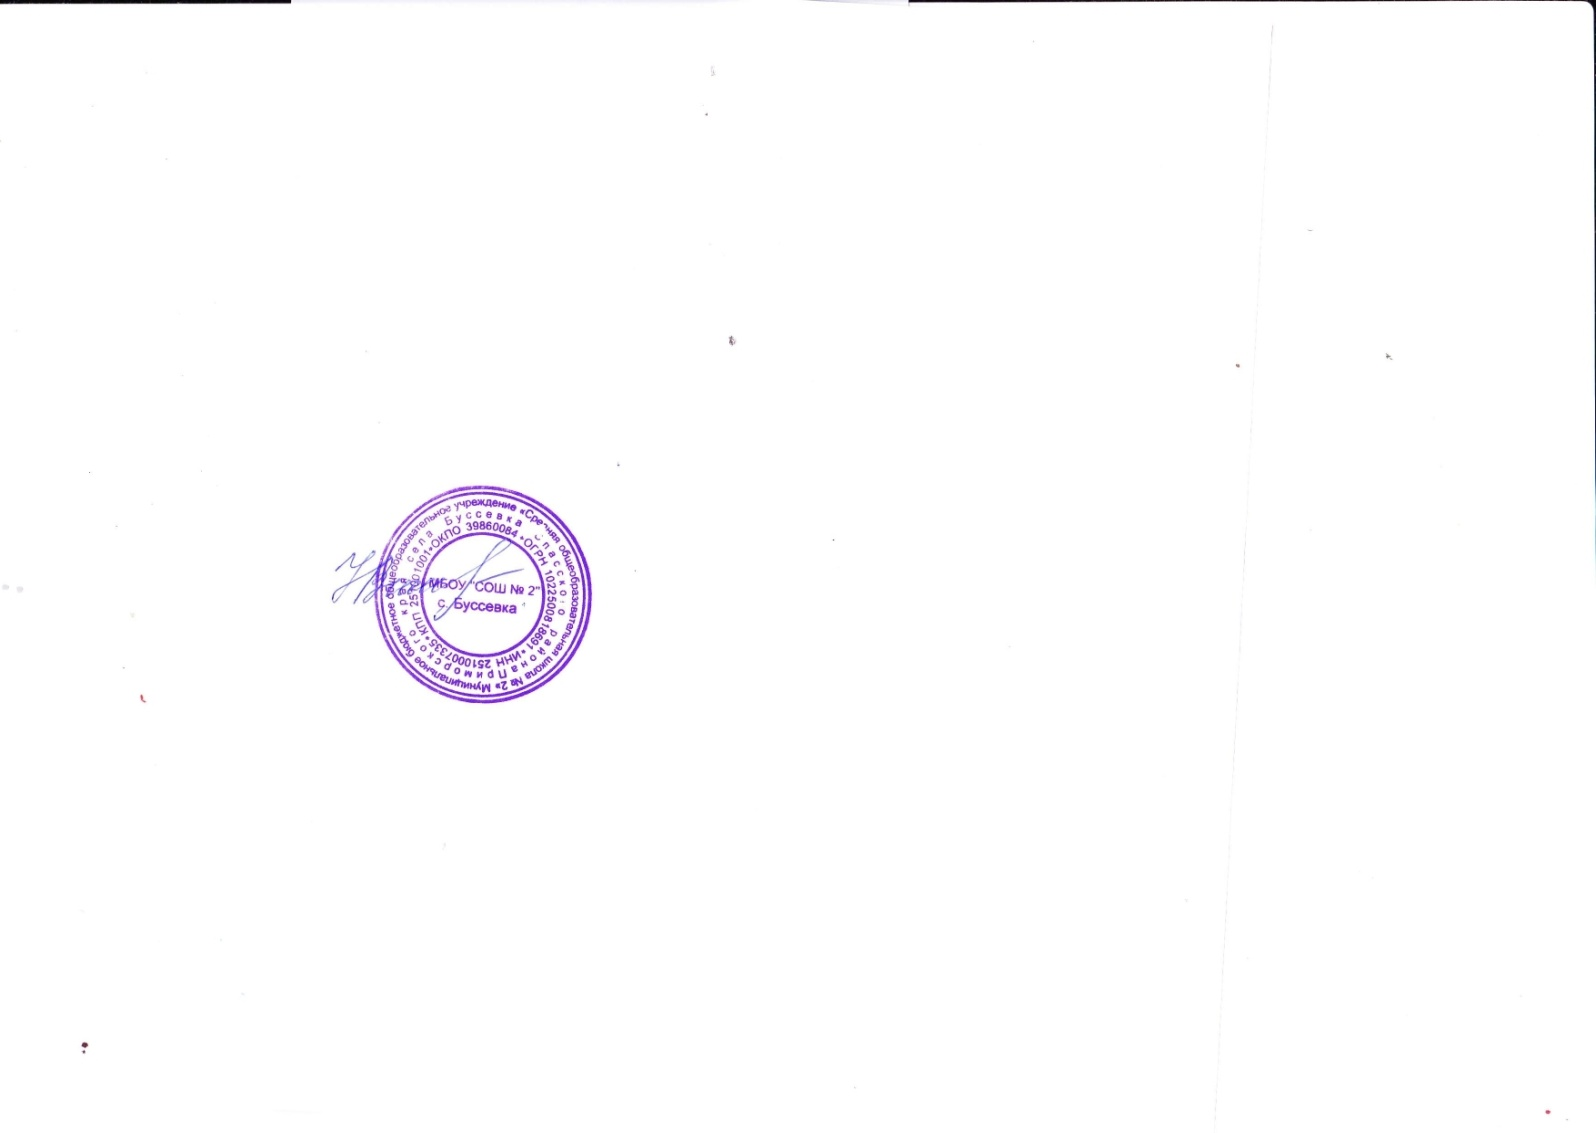 Муниципальное бюджетное общеобразовательное учреждение «Средняя общеобразовательная школа № 2»
села Буссевка Спасского района Приморского края
КПП 251001001•ОКПО 39860084•ОГРН 1022500818691•ИНН 2510007335•
МБОУ "СОШ № 2"
с. Буссевка